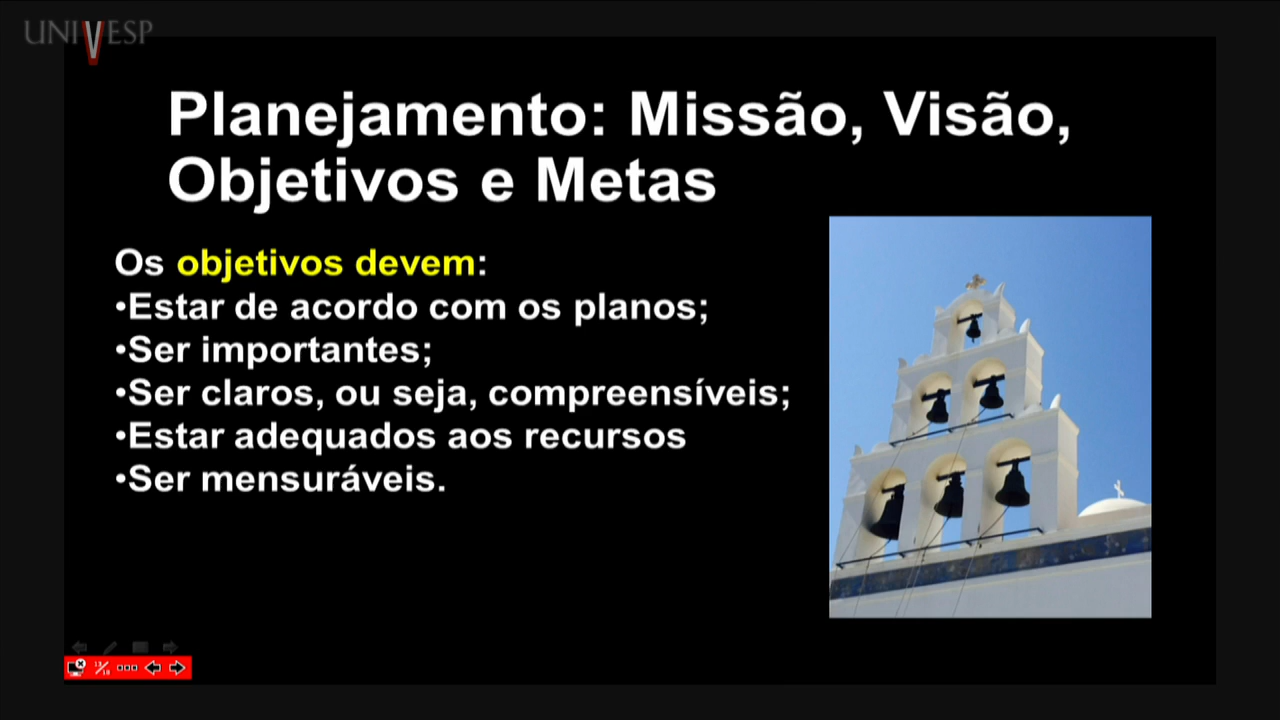 UNIVESP
Planejamento: Missão, Visão,
Objetivos e Metas
Os objetivos devem:
•Estar de acordo com os planos;
•Ser importantes;
•Ser claros, ou seja, compreensíveis;
•Estar adequados aos recursos
•Ser mensuráveis.